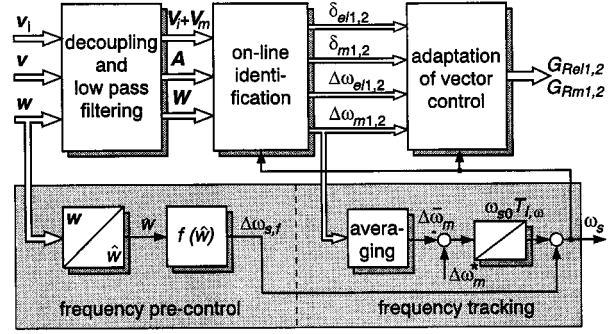 v_i
v
w
decoupling
and
low pass
filtering
V_i+V_m
A
W
on-line
identi-
fication
δ_el1,2
δ_m1,2
Δω_el1,2
Δω_m1,2
adaptation
of vector
control
G_Rel1,2
G_Rm1,2
w
ŵ
ŵ
f (ŵ)
Δω_s,f
avera-
ging
Δω̄_m
-
Δω*_m
ω_s0 T_i,ω
ω_s
frequency pre-control
frequency tracking